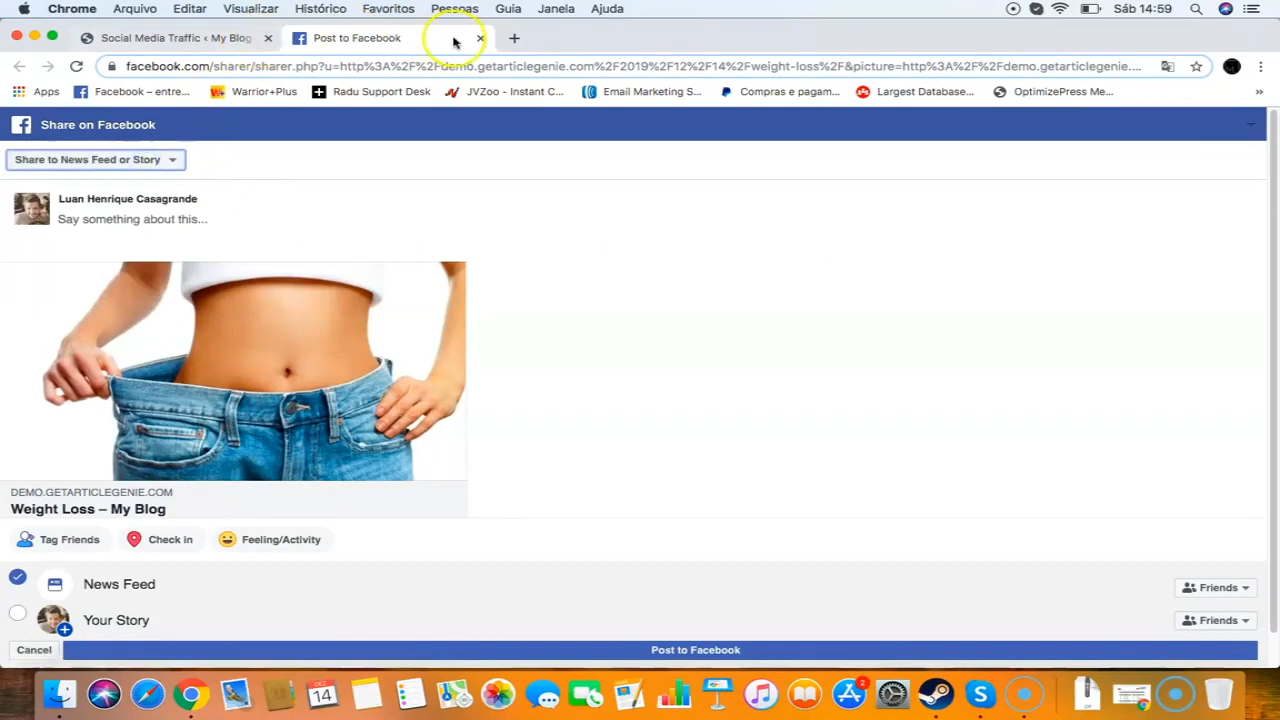 Chrome Arquivo Editar Visualizar Histórico Favoritos Pessoas Guia Janela Ajuda Sáb 14:59
Social Media Traffic ‹ My Blog Post to Facebook
facebook.com/sharer/sharer.php?u=http%3A%2F%2Fdemo.getarticlegenie.com%2F2019%2F12%2F14%2Fweight-loss%2F&picture=http%3A%2F%2Fdemo.getarticlegenie....
Apps Facebook – entre... Warrior+Plus Radu Support Desk JVZoo - Instant C... Email Marketing S... Compras e pagam... Largest Database... OptimizePress Me... »
Share on Facebook
Share to News Feed or Story
Luan Henrique Casagrande
Say something about this...
DEMO.GETARTICLEGENIE.COM
Weight Loss – My Blog
Tag Friends Check in Feeling/Activity
News Feed Friends
Your Story Friends
Cancel Post to Facebook
DEZ
14
2